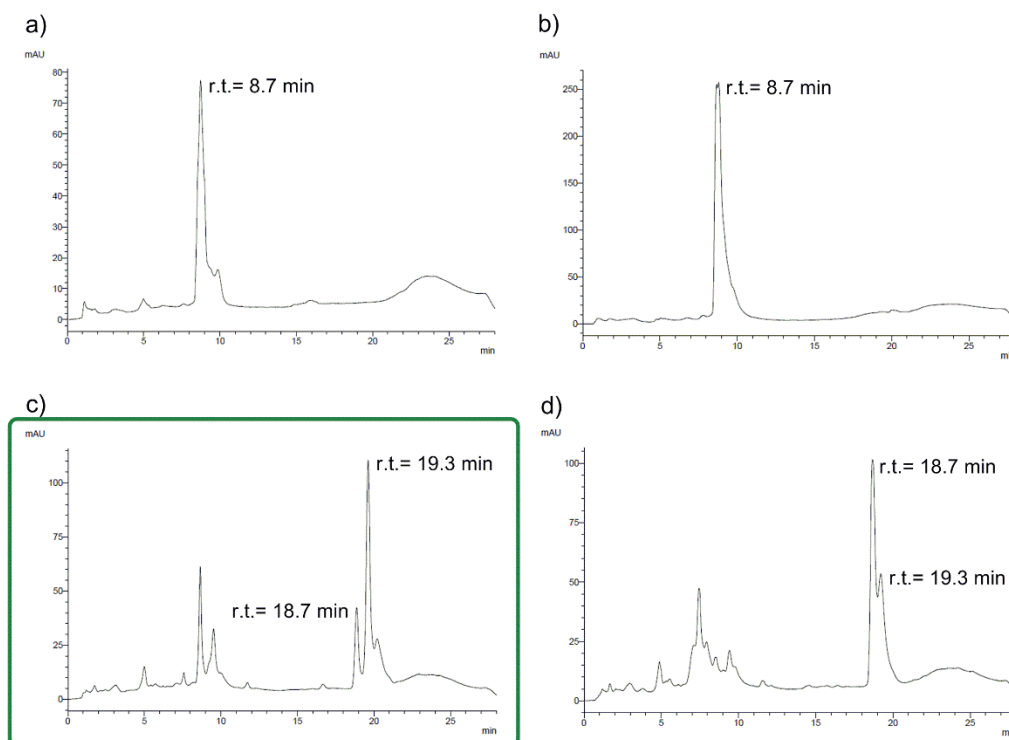 a)
mAU
r.t.= 8.7 min
80
70
60
50
40
30
20
10
0
0 5 10 15 20 25
min
b)
mAU
r.t.= 8.7 min
250
200
150
100
50
0
0 5 10 15 20 25
c)
mAU
r.t.= 19.3 min
r.t.= 18.7 min
100
75
50
25
0
0 5 10 15 20 25
min
d)
mAU
r.t.= 18.7 min
r.t.= 19.3 min
100
75
50
25
0
0 5 10 15 20 25